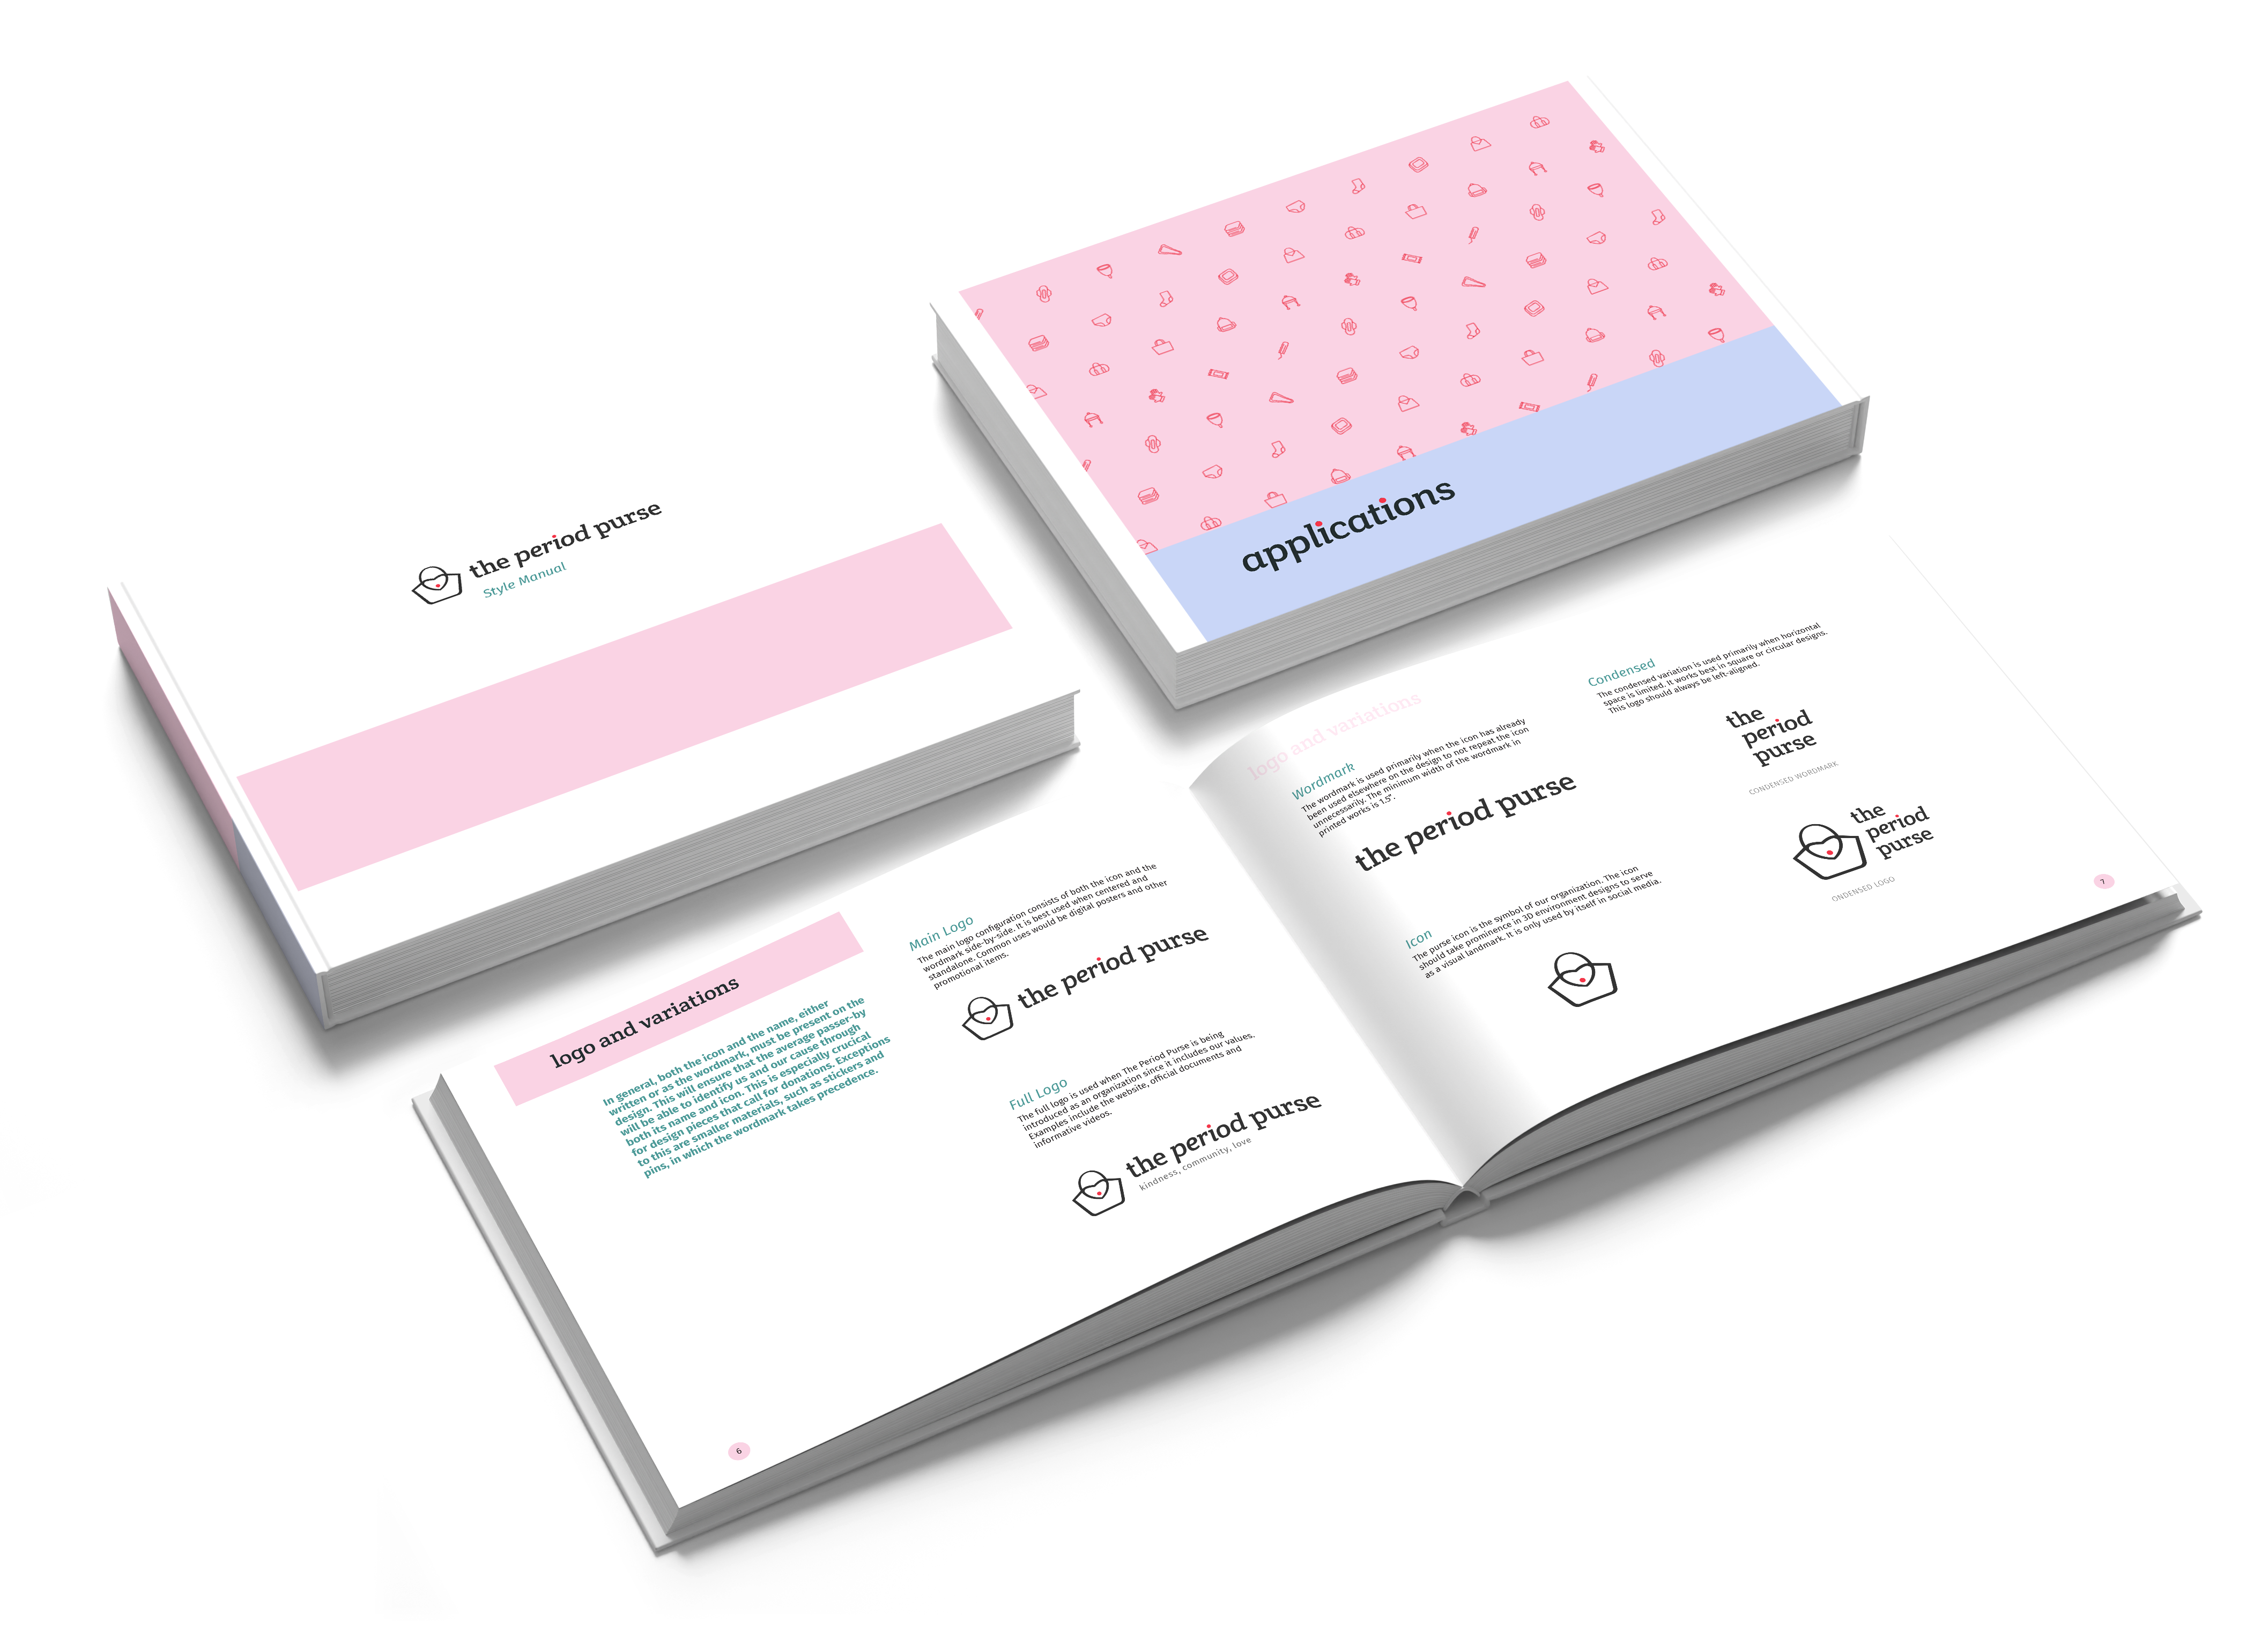 the period purse
Style Manual
applications
logo and variations
In general, both the icon and the name, either
written or as the wordmark, must be present on the
design. This will ensure that the average passer-by
will be able to identify us and our cause through
both its name and icon. This is especially crucical
for design pieces that call for donations. Exceptions
to this are smaller materials, such as stickers and
pins, in which the wordmark takes precedence.
Main Logo
The main logo configuration consists of both the icon and the
wordmark side-by-side. It is best used when centered and
standalone. Common uses would be digital posters and other
promotional items.
the period purse
Full Logo
The full logo is used when The Period Purse is being
introduced as an organization since it includes our values.
Examples include the website, official documents and
informative videos.
the period purse
kindness, community, love
6
logo and variations
Wordmark
The wordmark is used primarily when the icon has already
been used elsewhere on the design to not repeat the icon
unnecessarily. The minimum width of the wordmark in
printed works is 1.5".
the period purse
Icon
The purse icon is the symbol of our organization. The icon
should take prominence in 3D environment designs to serve
as a visual landmark. It is only used by itself in social media.
Condensed
The condensed variation is used primarily when horizontal
space is limited. It works best in square or circular designs.
This logo should always be left-aligned.
the
period
purse
CONDENSED WORDMARK
the
period
purse
ONDENSED LOGO
7